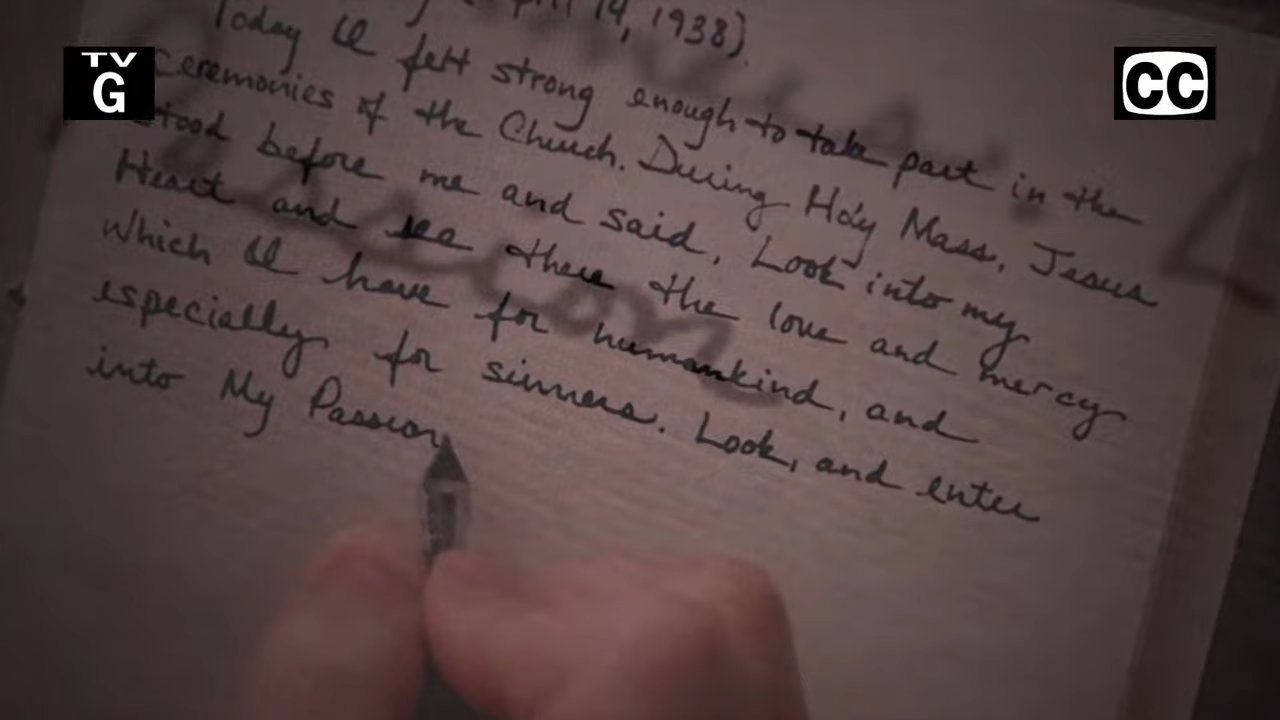 14, 1938).
Today I felt strong enough to take part in the
ceremonies of the Church. During Holy Mass, Jesus
stood before me and said, Look into my
Heart and see there the love and mercy
which I have for humankind, and
especially for sinners. Look, and enter
into My Passion
TV
G
CC